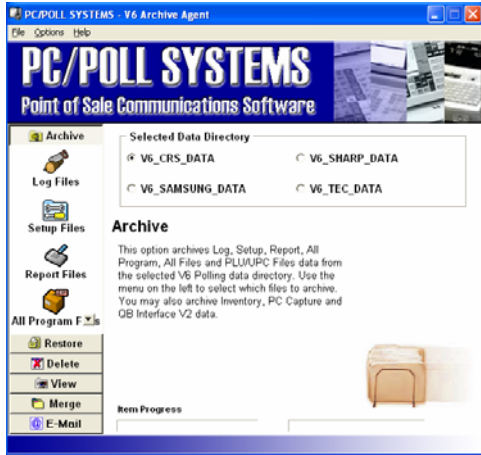 PC/POLL SYSTEMS - V6 Archive Agent
File Options Help
PC/POLL SYSTEMS
Point of Sale Communications Software
Archive
Log Files
Setup Files
Report Files
All Program F s
Restore
Delete
View
Merge
E-Mail
Selected Data Directory
V6_CRS_DATA
V6_SHARP_DATA
V6_SAMSUNG_DATA
V6_TEC_DATA
Archive
This option archives Log, Setup, Report, All
Program, All Files and PLU/UPC Files data from
the selected V6 Polling data directory. Use the
menu on the left to select which files to archive.
You may also archive Inventory, PC Capture and
QB Interface V2 data.
Item Progress